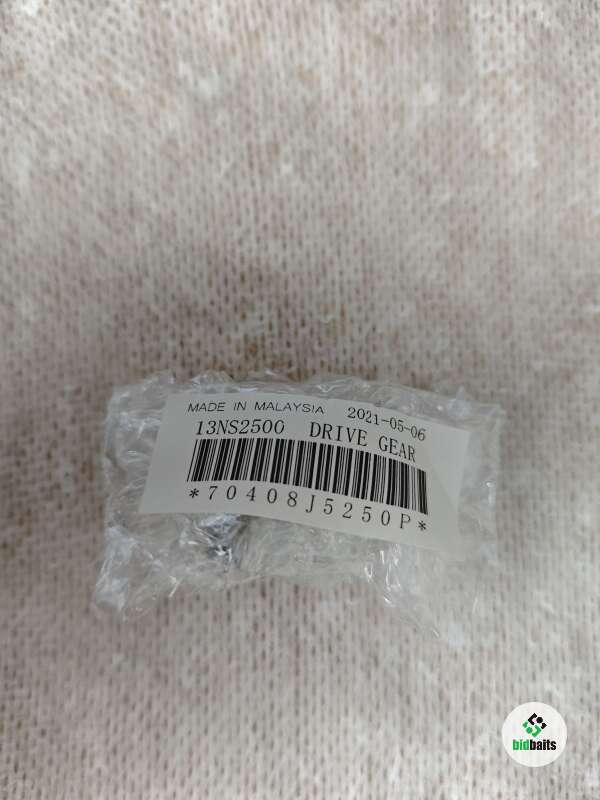 MADE IN MALAYSIA 2021-05-06
13NS2500 DRIVE GEAR
*70408J5250P*
bidbaits